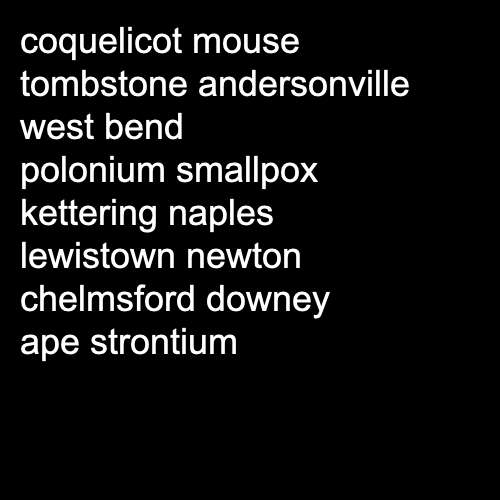 coquelicot mouse
tombstone andersonville
west bend
polonium smallpox
kettering naples
lewistown newton
chelmsford downey
ape strontium